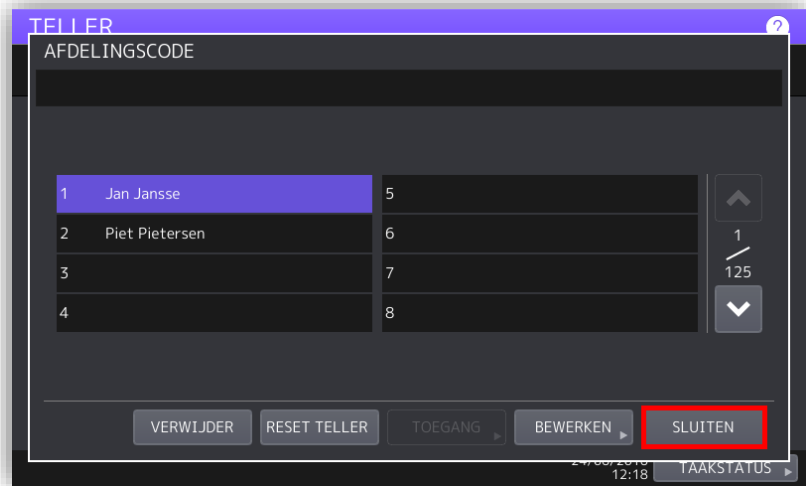 TELLER
?
AFDELINGSCODE
1 Jan Jansse
5
2 Piet Pietersen
6
3
7
4
8
1
125
VERWIJDER
RESET TELLER
TOEGANG
BEWERKEN
SLUITEN
12:18
TAAKSTATUS